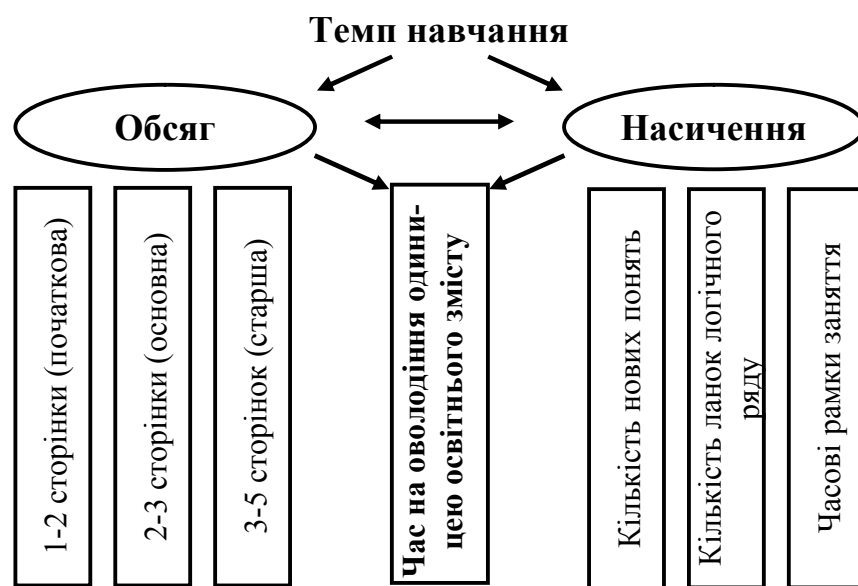 Темп навчання
Обсяг
Насичення
1-2 сторінки (початкова)
2-3 сторінки (основна)
3-5 сторінок (старша)
Час на оволодіння одини-
цею освітнього змісту
Кількість нових понять
Кількість ланок логічного
ряду
Часові рамки заняття